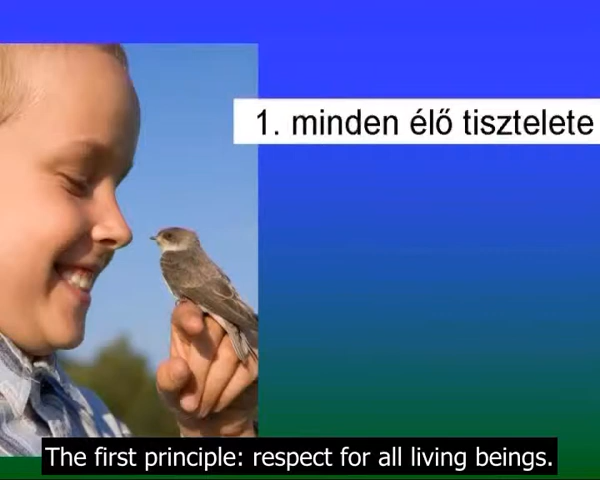 1. minden élő tisztelete
The first principle: respect for all living beings.